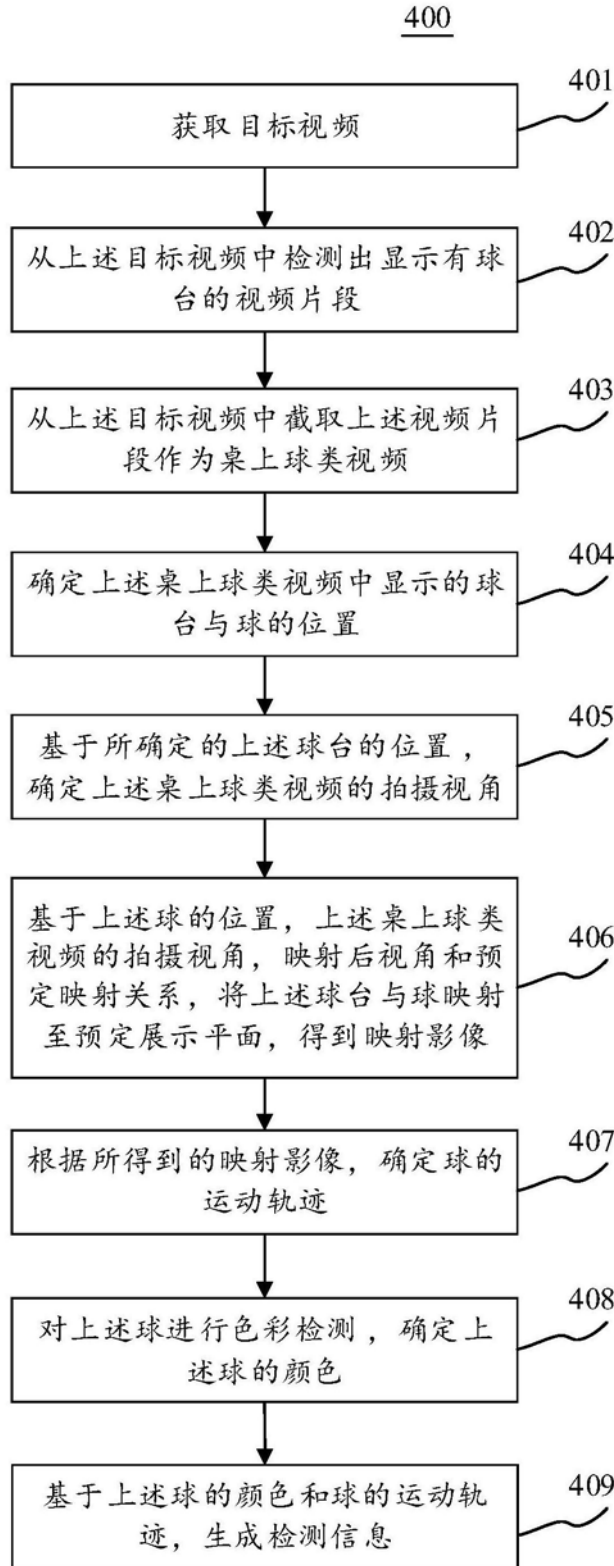 400
401
获取目标视频
402
从上述目标视频中检测出显示有球
台的视频片段
403
从上述目标视频中截取上述视频片
段作为桌上球类视频
404
确定上述桌上球类视频中显示的球
台与球的位置
405
基于所确定的上述球台的位置，
确定上述桌上球类视频的拍摄视角
406
基于上述球的位置，上述桌上球类
视频的拍摄视角，映射后视角和预
定映射关系，将上述球台与球映射
至预定展示平面，得到映射影像
407
根据所得到的映射影像，确定球的
运动轨迹
408
对上述球进行色彩检测，确定上
述球的颜色
409
基于上述球的颜色和球的运动轨
迹，生成检测信息